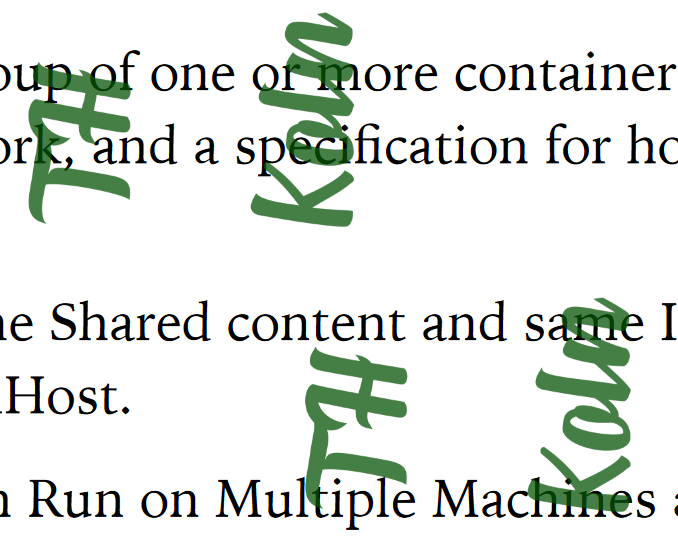 oup of one or more container
ork, and a specification for ho
TH
Koln
ne Shared content and same I
Host.
TH
Koln
n Run on Multiple Machines a